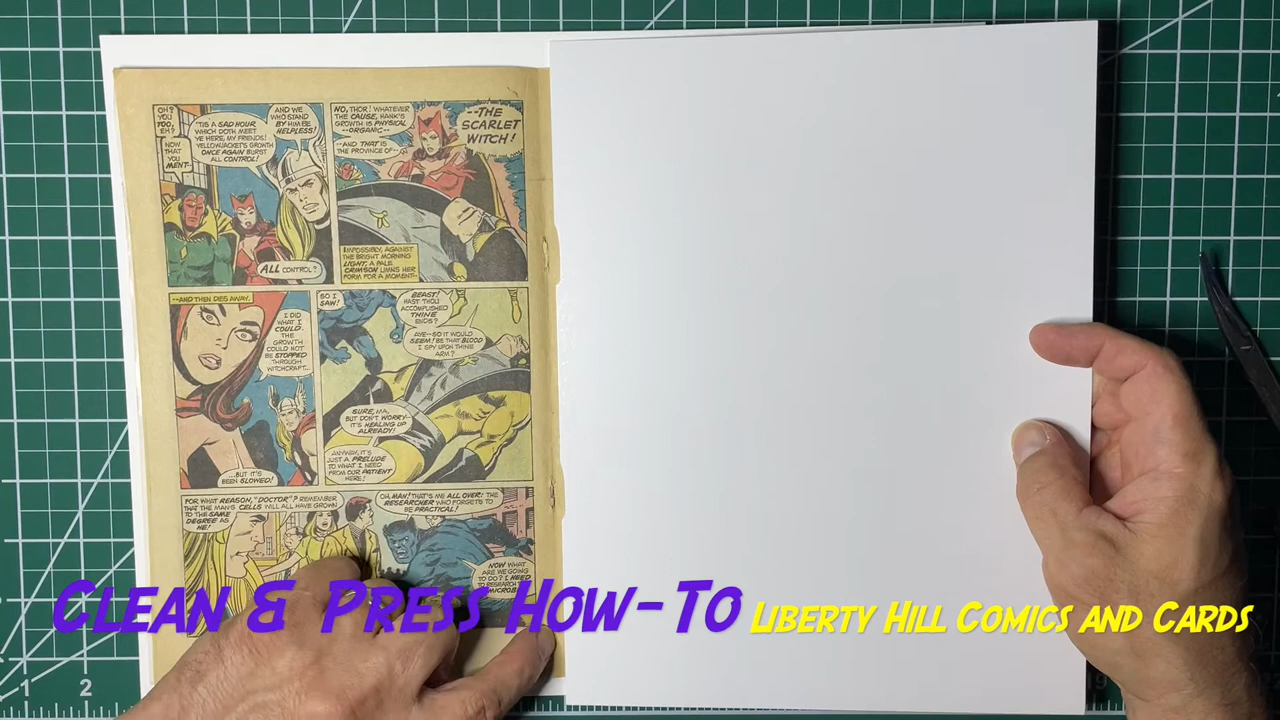 OH? YOU TOO, EH?
NOW THAT YOU MENT--
"TIS A SAD HOUR
WHICH DOTH MEET
YE HERE, MY FRIENDS!
YELLOWJACKET'S GROWTH
ONCE AGAIN BURST
ALL CONTROL!
AND WE
WHO STAND
BY HIM BE
HELPLESS!
ALL CONTROL?
NO, THOR! WHATEVER
THE CAUSE, HANK'S
GROWTH IS PHYSICAL
--ORGANIC--
--AND THAT IS
THE PROVINCE OF--
--THE
SCARLET
WITCH!
IMPOSSIBLY, AGAINST
THE BRIGHT MORNING
LIGHT, A PALE
CRIMSON LIMNS HER
FORM FOR A MOMENT--
--AND THEN DIES AWAY.
I DID
WHAT I
COULD.
THE
GROWTH
COULD NOT
BE STOPPED
THROUGH
WITCHCRAFT...
...BUT IT'S
BEEN SLOWED!
SO I
SAW!
BEAST!
HAST THOU
ACCOMPLISHED
THINE
ENDS?
AYE--SO IT WOULD
SEEM! BE THAT BLOOD
I SPY UPON THINE
ARM?
SURE, MA,
BUT DON'T WORRY--
IT'S HEALING UP
ALREADY!
ANYWAY, IT'S
JUST A PRELUDE
TO WHAT I NEED
FROM OUR PATIENT
HERE!
FOR WHAT REASON, "DOCTOR"? REMEMBER
THAT THE MAN'S CELLS WILL ALL HAVE GROWN
TO THE SAME
DEGREE AS
HE!
OH, MAN! THAT'S ME ALL OVER: THE
RESEARCHER WHO FORGETS TO
BE PRACTICAL!
NOW WHAT
ARE WE GOING
TO DO? I NEED
Clean & Press How-To Liberty Hill Comics and Cards
1 2